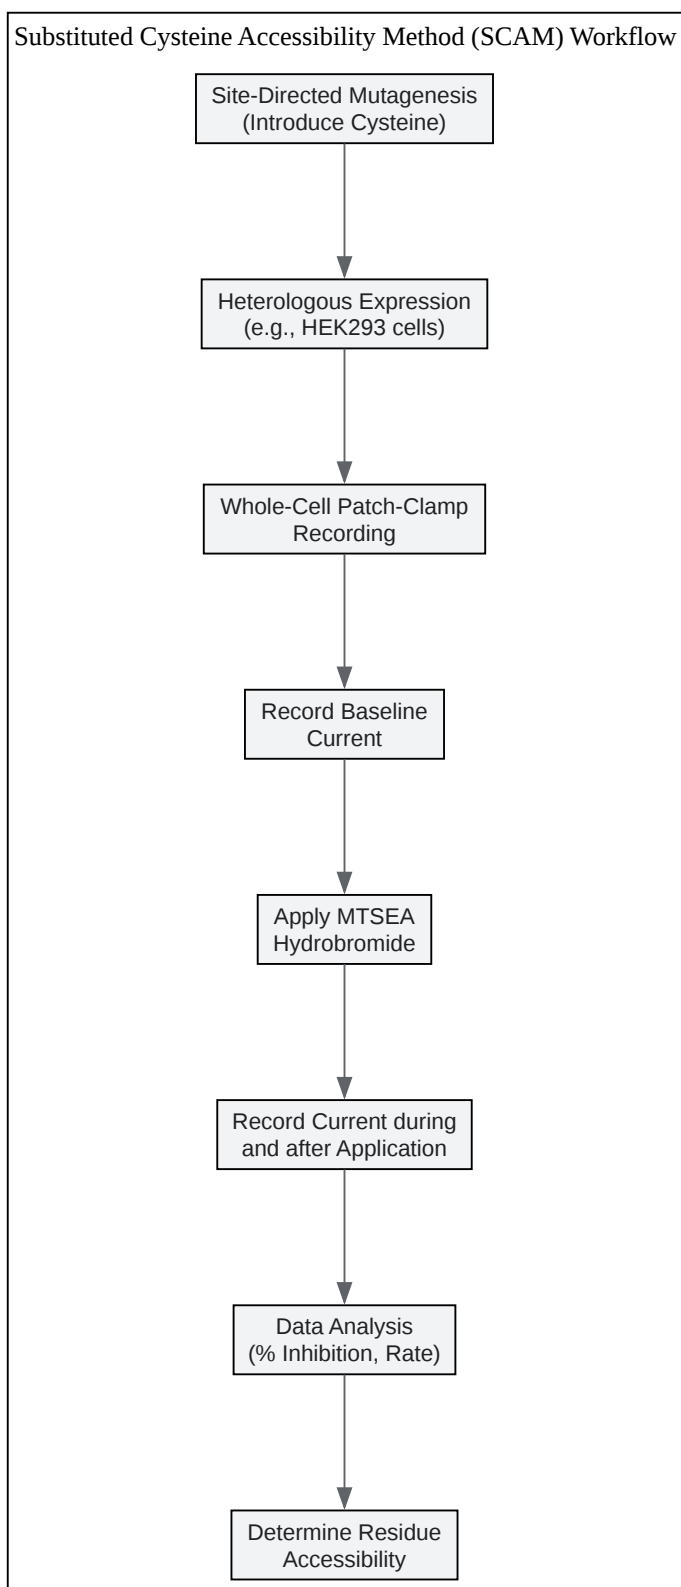 Substituted Cysteine Accessibility Method (SCAM) Workflow
Site-Directed Mutagenesis
(Introduce Cysteine)
Heterologous Expression
(e.g., HEK293 cells)
Whole-Cell Patch-Clamp
Recording
Record Baseline
Current
Apply MTSEA
Hydrobromide
Record Current during
and after Application
Data Analysis
(% Inhibition, Rate)
Determine Residue
Accessibility